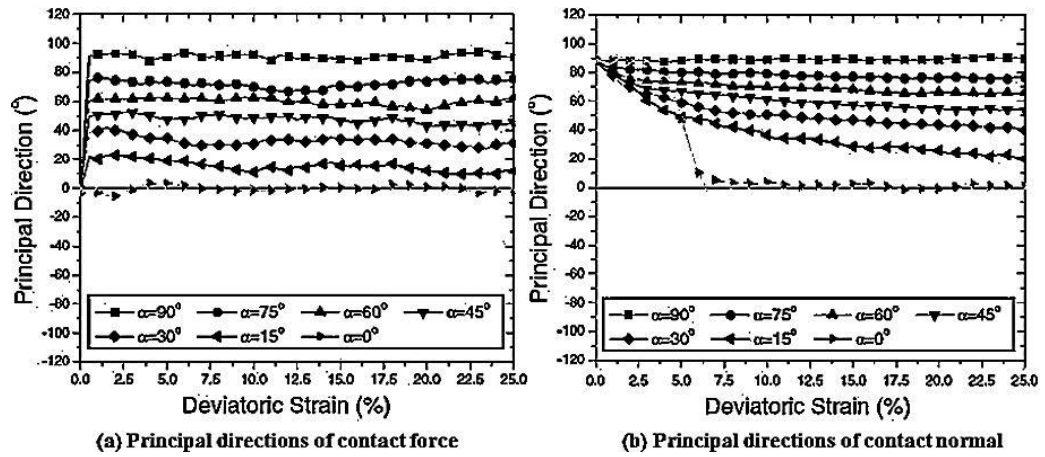 120
100
80
60
40
20
0
-20
-40
-60
-80
-100
-120
Principal Direction (°)
α=90° α=75° α=60° α=45°
α=30° α=15° α=0°
0.0 2.5 5.0 7.5 10.0 12.5 15.0 17.5 20.0 22.5 25.0
Deviatoric Strain (%)
(a) Principal directions of contact force
120
100
80
60
40
20
0
-20
-40
-60
-80
-100
-120
Principal Direction (°)
α=90° α=75° α=60° α=45°
α=30° α=15° α=0°
0.0 2.5 5.0 7.5 10.0 12.5 15.0 17.5 20.0 22.5 25.0
Deviatoric Strain (%)
(b) Principal directions of contact normal